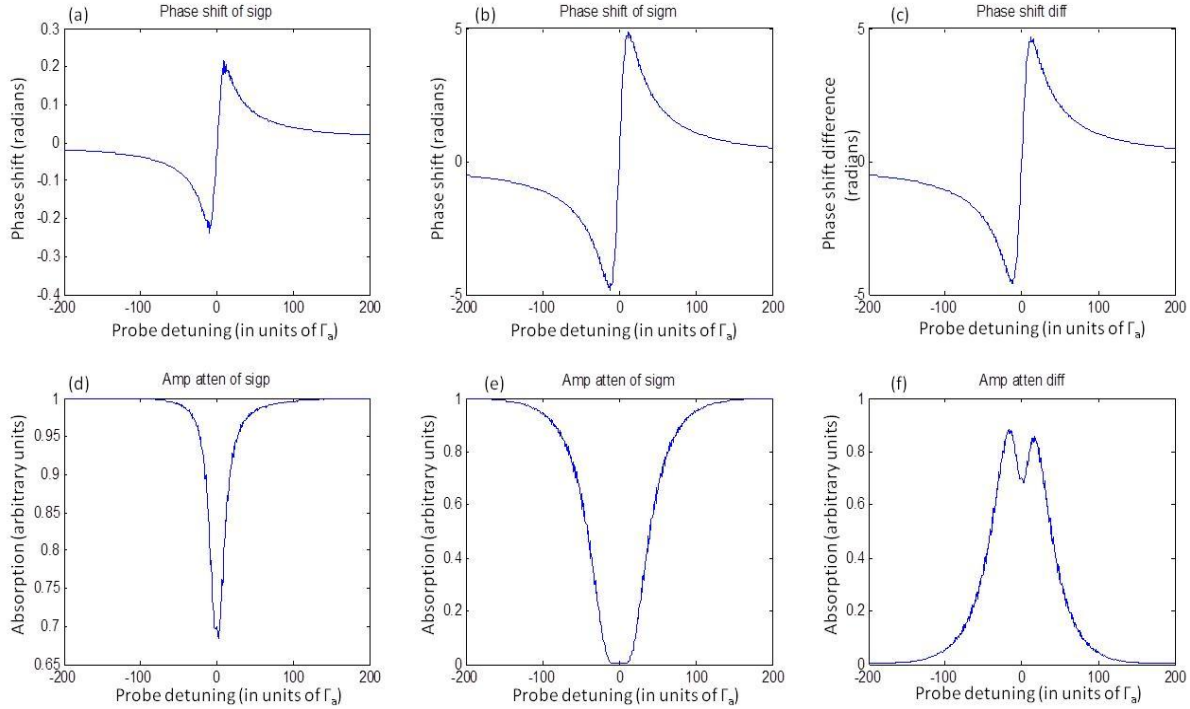 (a) Phase shift of sigp
Phase shift (radians)
0.4
0.3
0.2
0.1
0
-0.1
-0.2
0.3
0.4
-200 -100 0 100 200
Probe detuning (in units of Γa)
(b) Phase shift of sigm
Phase shift (radians)
5
0
-5
-200 -100 0 100 200
Probe detuning (in units of Γa)
(c) Phase shift diff
Phase shift difference
(radians)
5
0
5
-200 -100 0 100 200
Probe detuning (in units of Γa)
(d) Amp atten of sigp
Absorption (arbitrary units)
1
0.95
0.9
0.85
0.8
0.75
0.7
0.65
-200 -100 0 100 200
Probe detuning (in units of Γa)
(e) Amp atten of sigm
Absorption (arbitrary units)
1
0.8
0.6
0.4
0.2
0
-200 -100 0 100 200
Probe detuning (in units of Γa)
(f) Amp atten diff
Absorption (arbitrary units)
1
0.8
0.6
0.4
0.2
0
-200 -100 0 100 200
Probe detuning (in units of Γa)